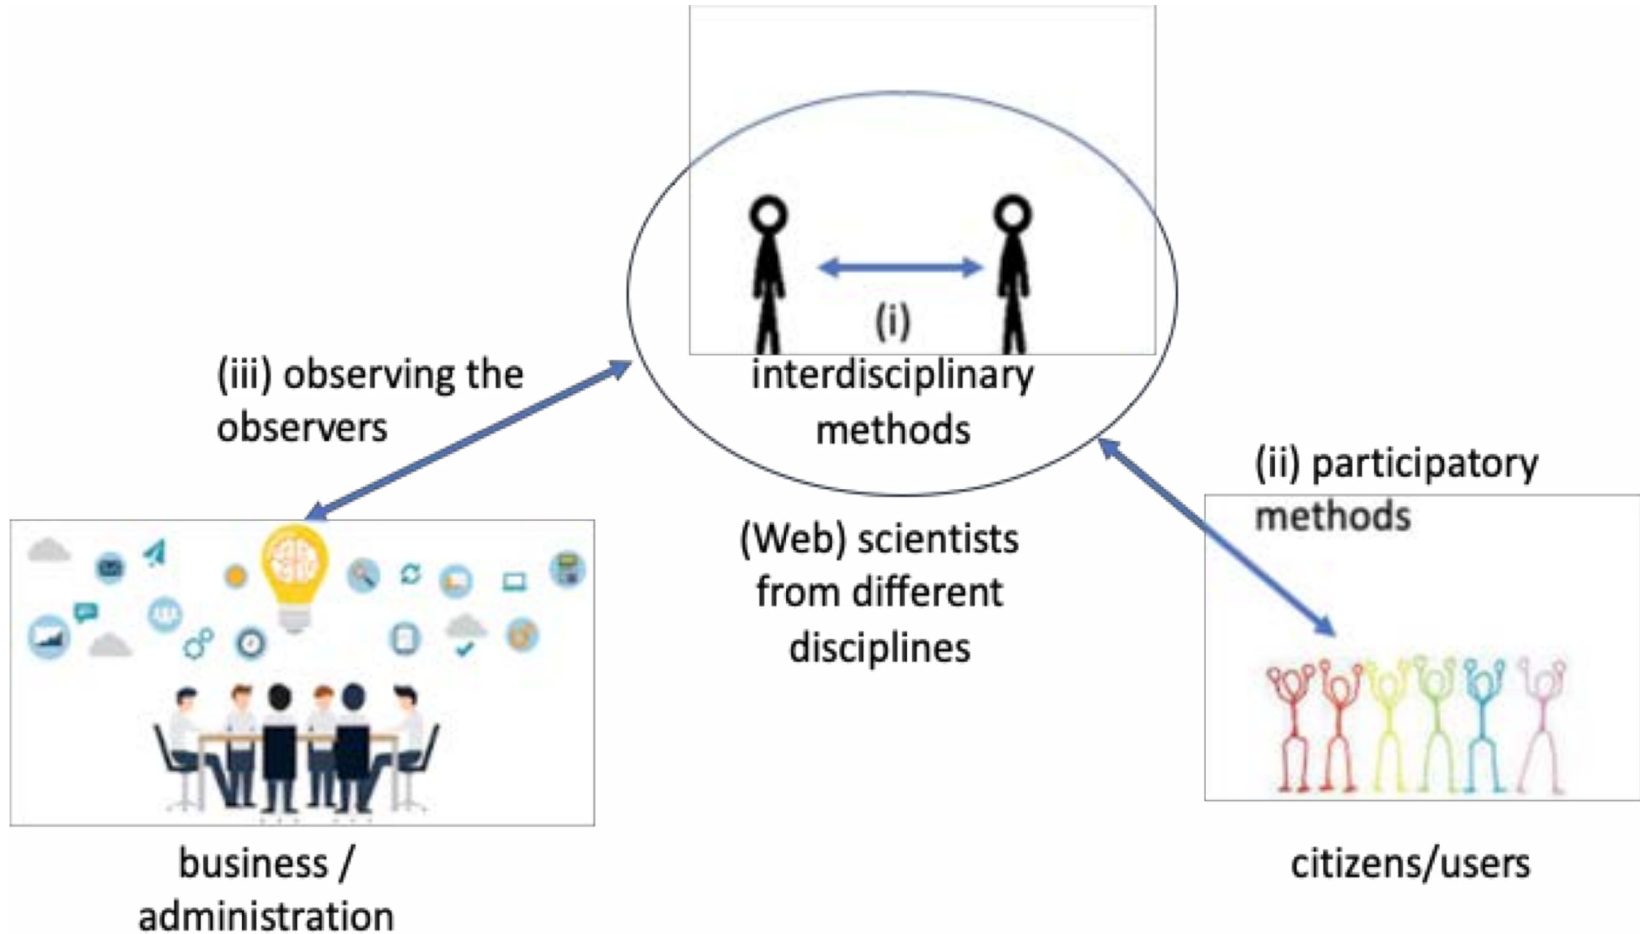 (i)
interdisciplinary
methods
(iii) observing the
observers
(ii) participatory
methods
(Web) scientists
from different
disciplines
business /
administration
citizens/users